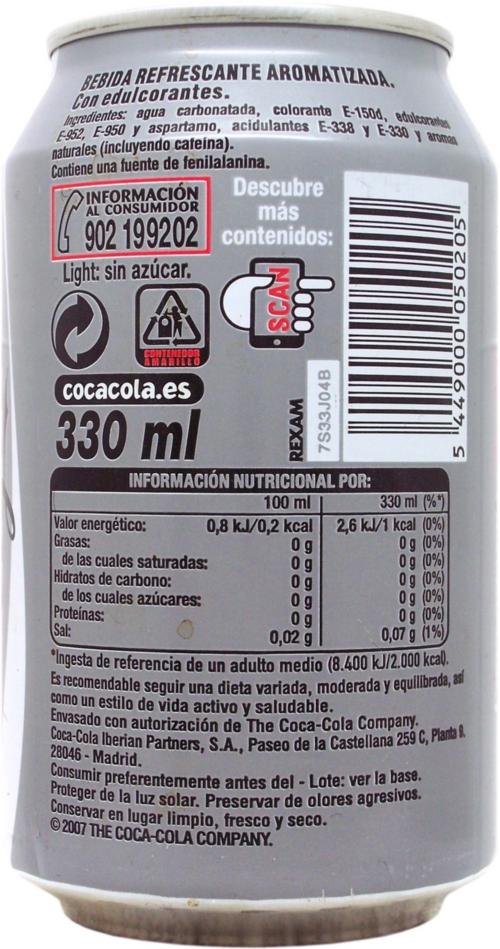 BEBIDA REFRESCANTE AROMATIZADA.
Con edulcorantes.
Ingredientes: agua carbonatada, colorante E-150d, edulcorantes
E-952, E-950 y aspartamo, acidulantes E-338 y E-330 y aromas
naturales (incluyendo cafeína).
Contiene una fuente de fenilalanina.
INFORMACIÓN
AL CONSUMIDOR
902 199202
Descubre
más
contenidos:
SCAN
Light: sin azúcar.
CONTENEDOR
AMARILLO
cocacola.es
330 ml
REXAM
7S33J04B
5 449000 050205
INFORMACIÓN NUTRICIONAL POR:
100 ml 330 ml (%*)
Valor energético: 0,8 kJ/0,2 kcal 2,6 kJ/1 kcal (0%)
Grasas: 0 g 0 g (0%)
de las cuales saturadas: 0 g 0 g (0%)
Hidratos de carbono: 0 g 0 g (0%)
de los cuales azúcares: 0 g 0 g (0%)
Proteínas: 0 g 0 g (0%)
Sal: 0,02 g 0,07 g (1%)
*Ingesta de referencia de un adulto medio (8.400 kJ/2.000 kcal).
Es recomendable seguir una dieta variada, moderada y equilibrada, así
como un estilo de vida activo y saludable.
Envasado con autorización de The Coca-Cola Company.
Coca-Cola Iberian Partners, S.A., Paseo de la Castellana 259 C, Planta 9.
28046 - Madrid.
Consumir preferentemente antes del - Lote: ver la base.
Proteger de la luz solar. Preservar de olores agresivos.
Conservar en lugar limpio, fresco y seco.
© 2007 THE COCA-COLA COMPANY.